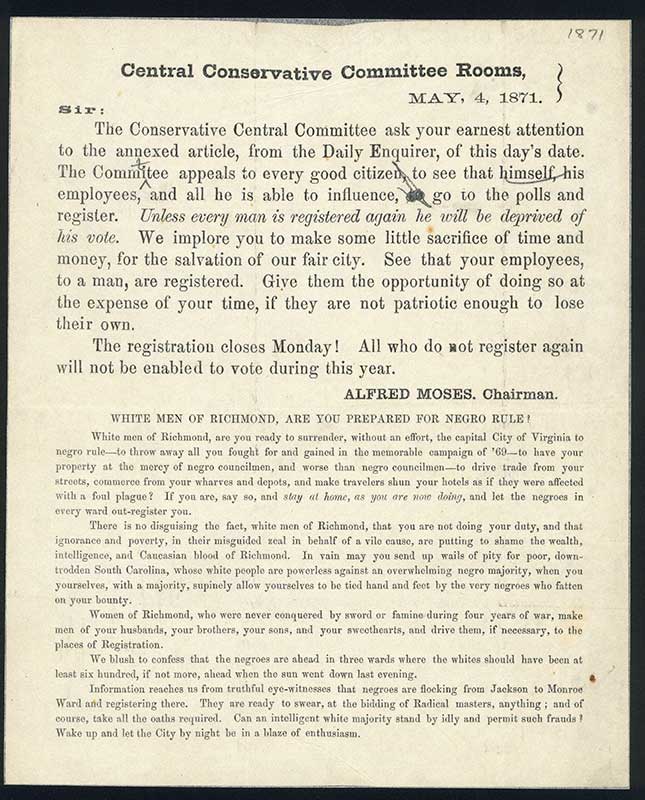 1871
Central Conservative Committee Rooms,
MAY, 4, 1871.
Sir:
The Conservative Central Committee ask your earnest attention
to the annexed article, from the Daily Enquirer, of this day's date.
The Committee appeals to every good citizen, to see that himself, his
employees, and all he is able to influence, go to the polls and
register. Unless every man is registered again he will be deprived of
his vote. We implore you to make some little sacrifice of time and
money, for the salvation of our fair city. See that your employees,
to a man, are registered. Give them the opportunity of doing so at
the expense of your time, if they are not patriotic enough to lose
their own.
The registration closes Monday! All who do not register again
will not be enabled to vote during this year.
ALFRED MOSES. Chairman.
WHITE MEN OF RICHMOND, ARE YOU PREPARED FOR NEGRO RULE?
White men of Richmond, are you ready to surrender, without an effort, the capital City of Virginia to
negro rule—to throw away all you fought for and gained in the memorable campaign of '69—to have your
property at the mercy of negro councilmen, and worse than negro councilmen—to drive trade from your
streets, commerce from your wharves and depots, and make travelers shun your hotels as if they were affected
with a foul plague? If you are, say so, and stay at home, as you are now doing, and let the negroes in
every ward out-register you.
There is no disguising the fact, white men of Richmond, that you are not doing your duty, and that
ignorance and poverty, in their misguided zeal in behalf of a vile cause, are putting to shame the wealth,
intelligence, and Caucasian blood of Richmond. In vain may you send up wails of pity for poor, down-
trodden South Carolina, whose white people are powerless against an overwhelming negro majority, when you
yourselves, with a majority, supinely allow yourselves to be tied hand and feet by the very negroes who fatten
on your bounty.
Women of Richmond, who were never conquered by sword or famine during four years of war, make
men of your husbands, your brothers, your sons, and your sweethearts, and drive them, if necessary, to the
places of Registration.
We blush to confess that the negroes are ahead in three wards where the whites should have been at
least six hundred, if not more, ahead when the sun went down last evening.
Information reaches us from truthful eye-witnesses that negroes are flocking from Jackson to Monroe
Ward and registering there. They are ready to swear, at the bidding of Radical masters, anything; and of
course, take all the oaths required. Can an intelligent white majority stand by idly and permit such frauds?
Wake up and let the City by night be in a blaze of enthusiasm.